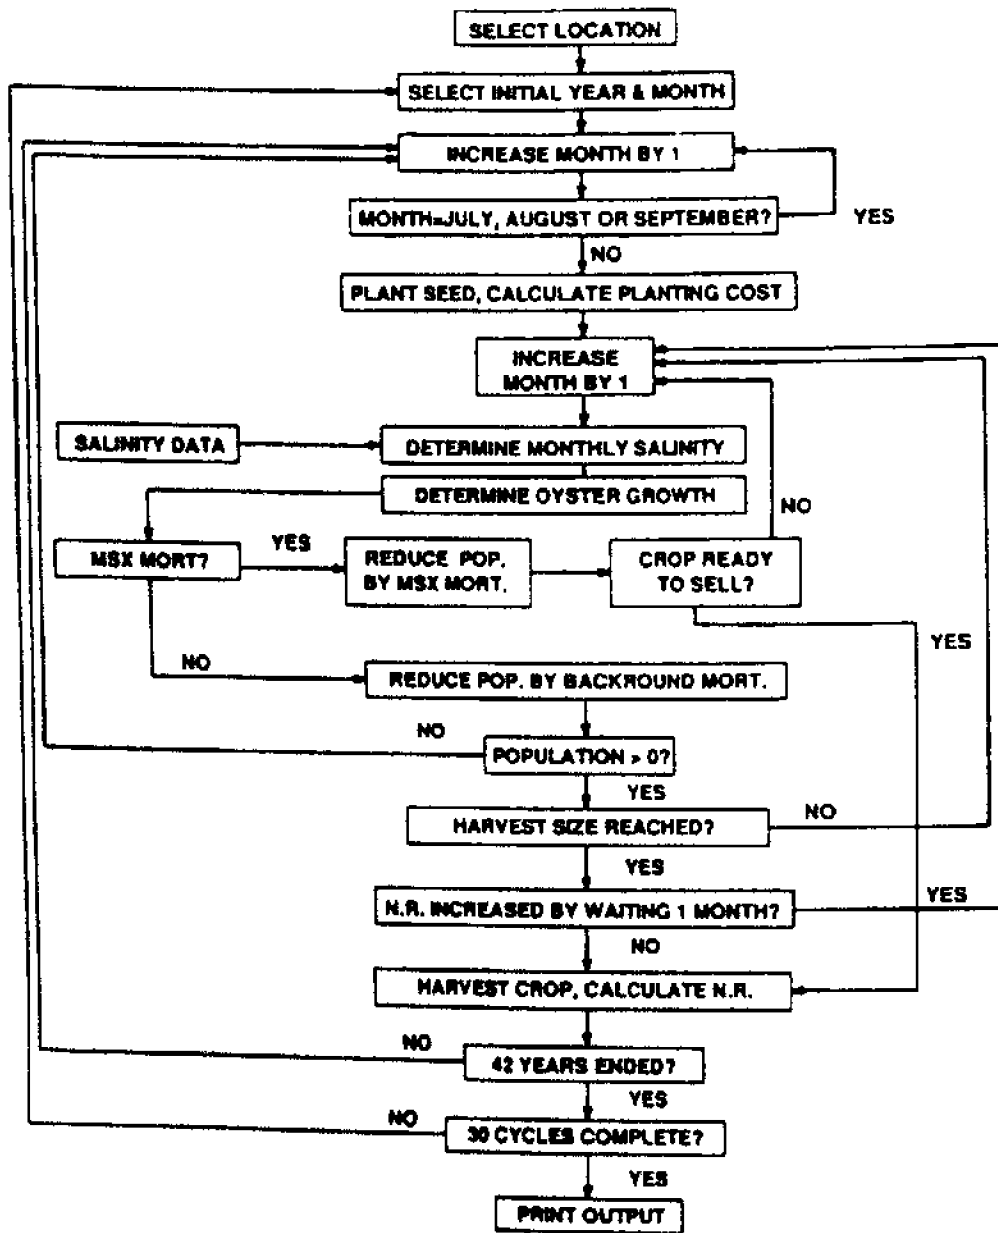 SELECT LOCATION
SELECT INITIAL YEAR & MONTH
INCREASE MONTH BY 1
MONTH=JULY, AUGUST OR SEPTEMBER?
YES
NO
PLANT SEED, CALCULATE PLANTING COST
INCREASE
MONTH BY 1
SALINITY DATA
DETERMINE MONTHLY SALINITY
DETERMINE OYSTER GROWTH
NO
MSX MORT?
YES
REDUCE POP.
BY MSX MORT.
CROP READY
TO SELL?
YES
NO
REDUCE POP. BY BACKROUND MORT.
NO
POPULATION > 0?
YES
HARVEST SIZE REACHED?
NO
YES
N.R. INCREASED BY WAITING 1 MONTH?
YES
NO
HARVEST CROP, CALCULATE N.R.
NO
42 YEARS ENDED?
YES
NO
30 CYCLES COMPLETE?
YES
PRINT OUTPUT